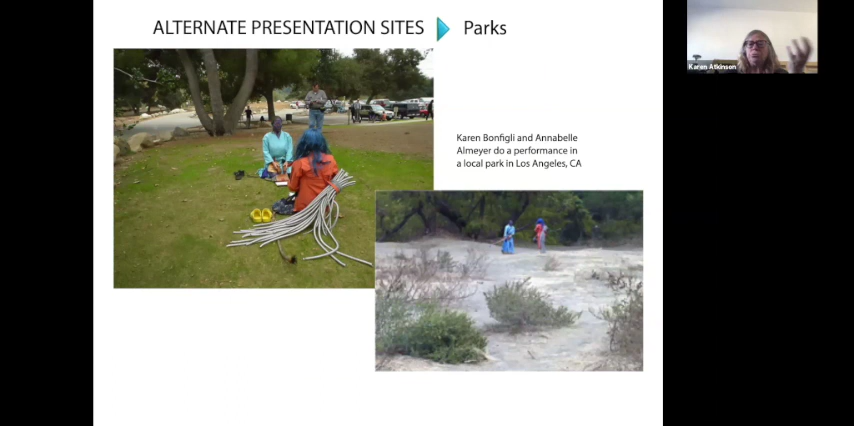 ALTERNATE PRESENTATION SITES Parks
Karen Bonfigli and Annabelle
Almeyer do a performance in
a local park in Los Angeles, CA
Karen Atkinson